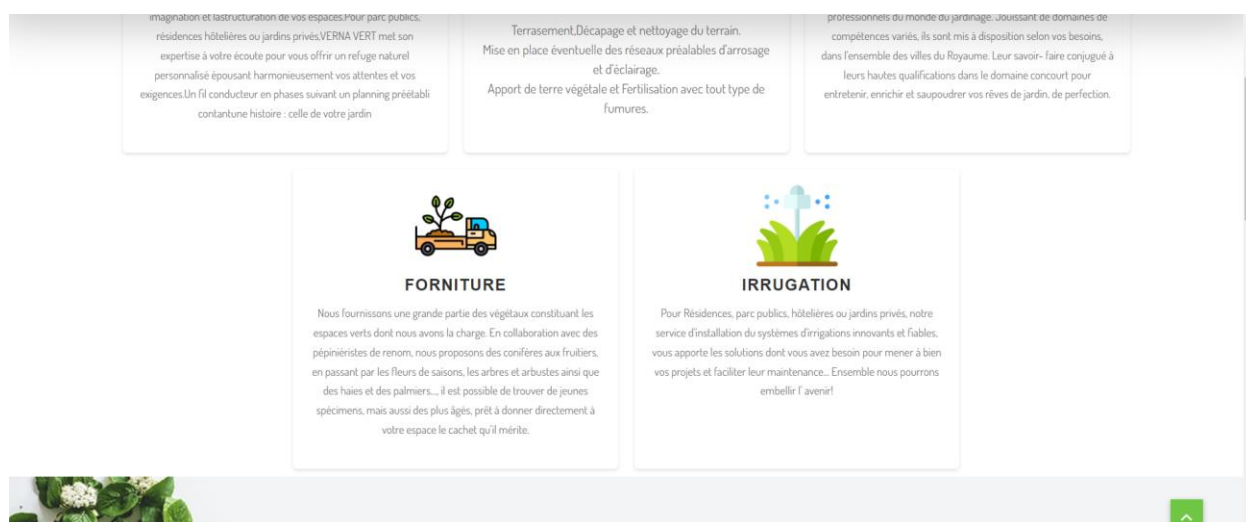 imagination et lastructuration de vos espaces.Pour parc publics,
résidences hôtelières ou jardins privés,VERNA VERT met son
expertise à votre écoute pour vous offrir un refuge naturel
personnalisé épousant harmonieusement vos attentes et vos
exigences.Un fil conducteur en phases suivant un planning préétabli
contantune histoire : celle de votre jardin
Terrasement,Décapage et nettoyage du terrain.
Mise en place éventuelle des réseaux préalables d'arrosage
et d'éclairage.
Apport de terre végétale et Fertilisation avec tout type de
fumures.
professionnels du monde du jardinage. Jouissant de domaines de
compétences variés, ils sont mis à disposition selon vos besoins,
dans l'ensemble des villes du Royaume. Leur savoir- faire conjugué à
leurs hautes qualifications dans le domaine concourt pour
entretenir, enrichir et saupoudrer vos rêves de jardin, de perfection.
FORNITURE
Nous fournissons une grande partie des végétaux constituant les
espaces verts dont nous avons la charge. En collaboration avec des
pépiniéristes de renom, nous proposons des conifères aux fruitiers,
en passant par les fleurs de saisons, les arbres et arbustes ainsi que
des haies et des palmiers..., il est possible de trouver de jeunes
spécimens, mais aussi des plus âgés, prêt à donner directement à
votre espace le cachet qu'il mérite.
IRRUGATION
Pour Résidences, parc publics, hôtelières ou jardins privés, notre
service d'installation du systèmes d'irrigations innovants et fiables,
vous apporte les solutions dont vous avez besoin pour mener à bien
vos projets et faciliter leur maintenance... Ensemble nous pourrons
embellir l' avenir!